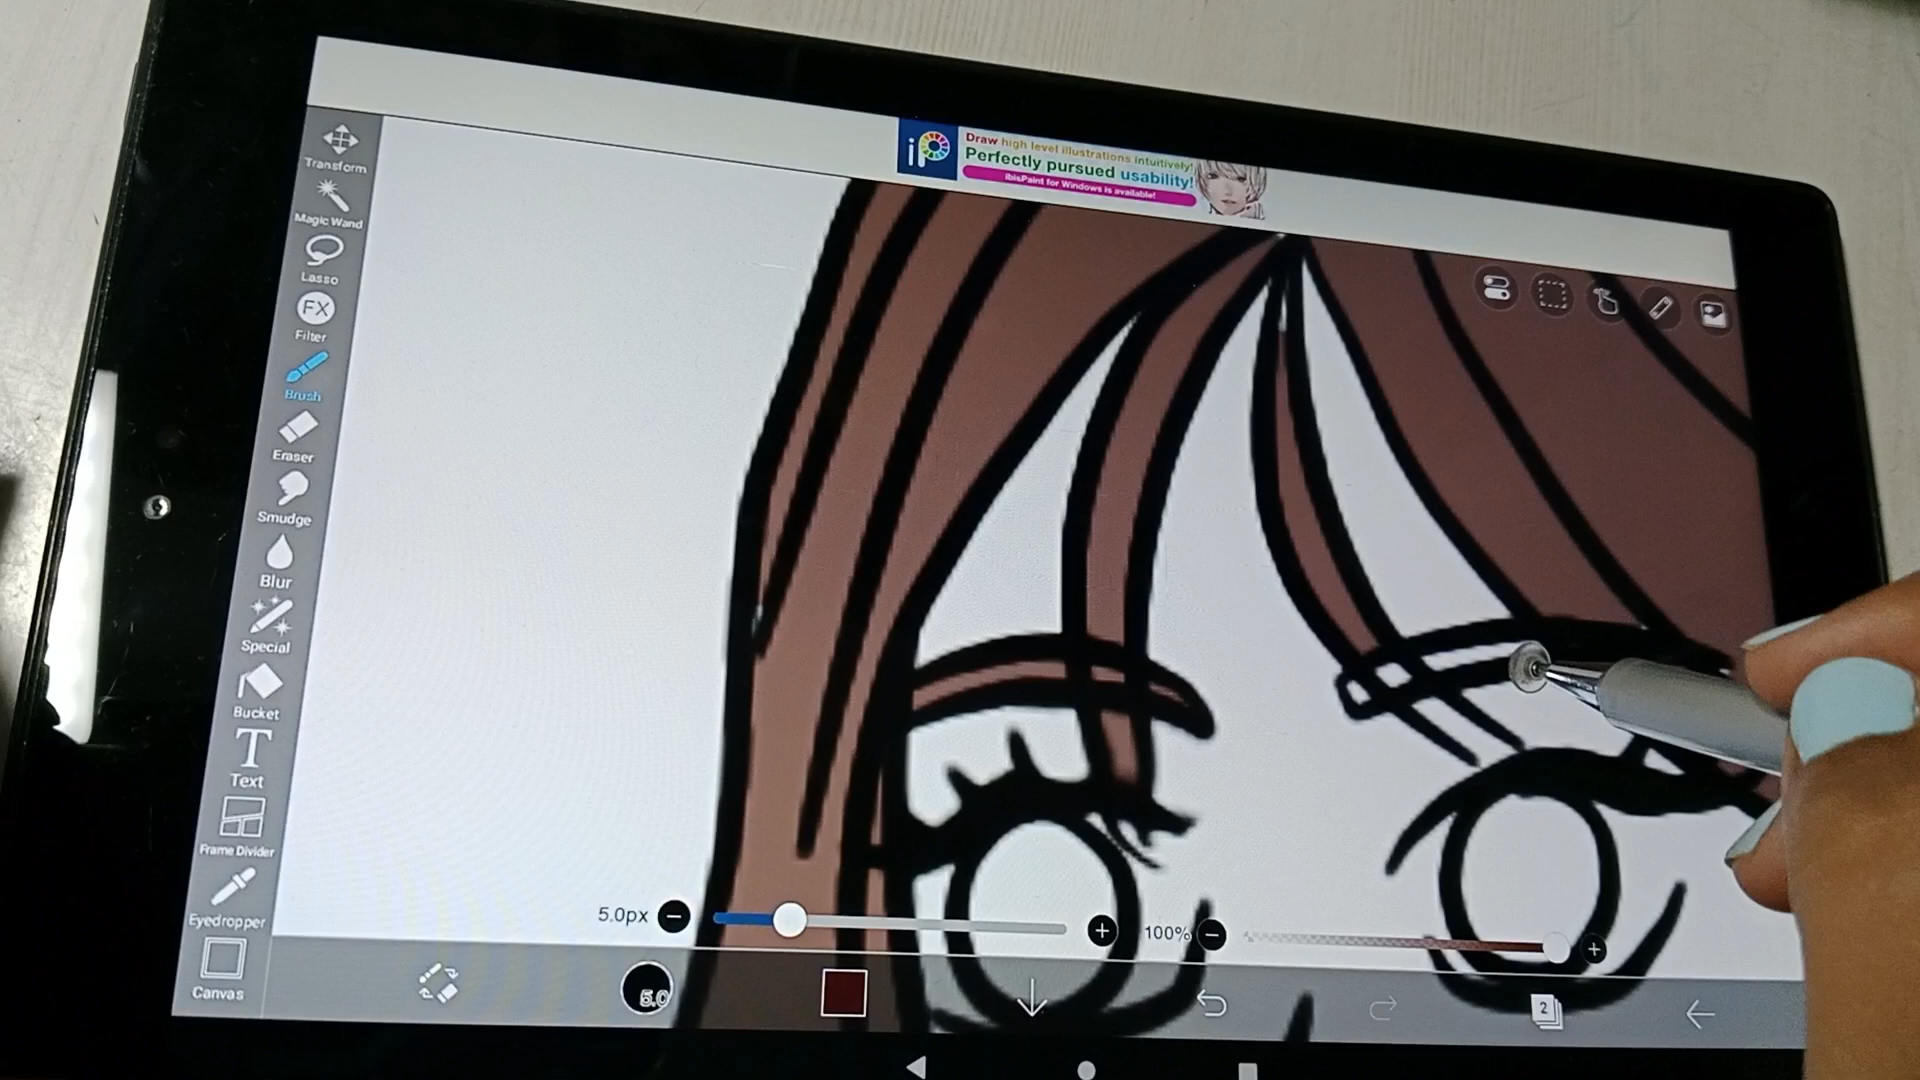 iP
Draw high level illustrations intuitively!
Perfectly pursued usability!
ibisPaint for Windows is available!
Transform
Magic Wand
Lasso
FX
Filter
Brush
Eraser
Smudge
Blur
Special
Bucket
T
Text
Frame Divider
Eyedropper
Canvas
5.0px
100%
5.0
2